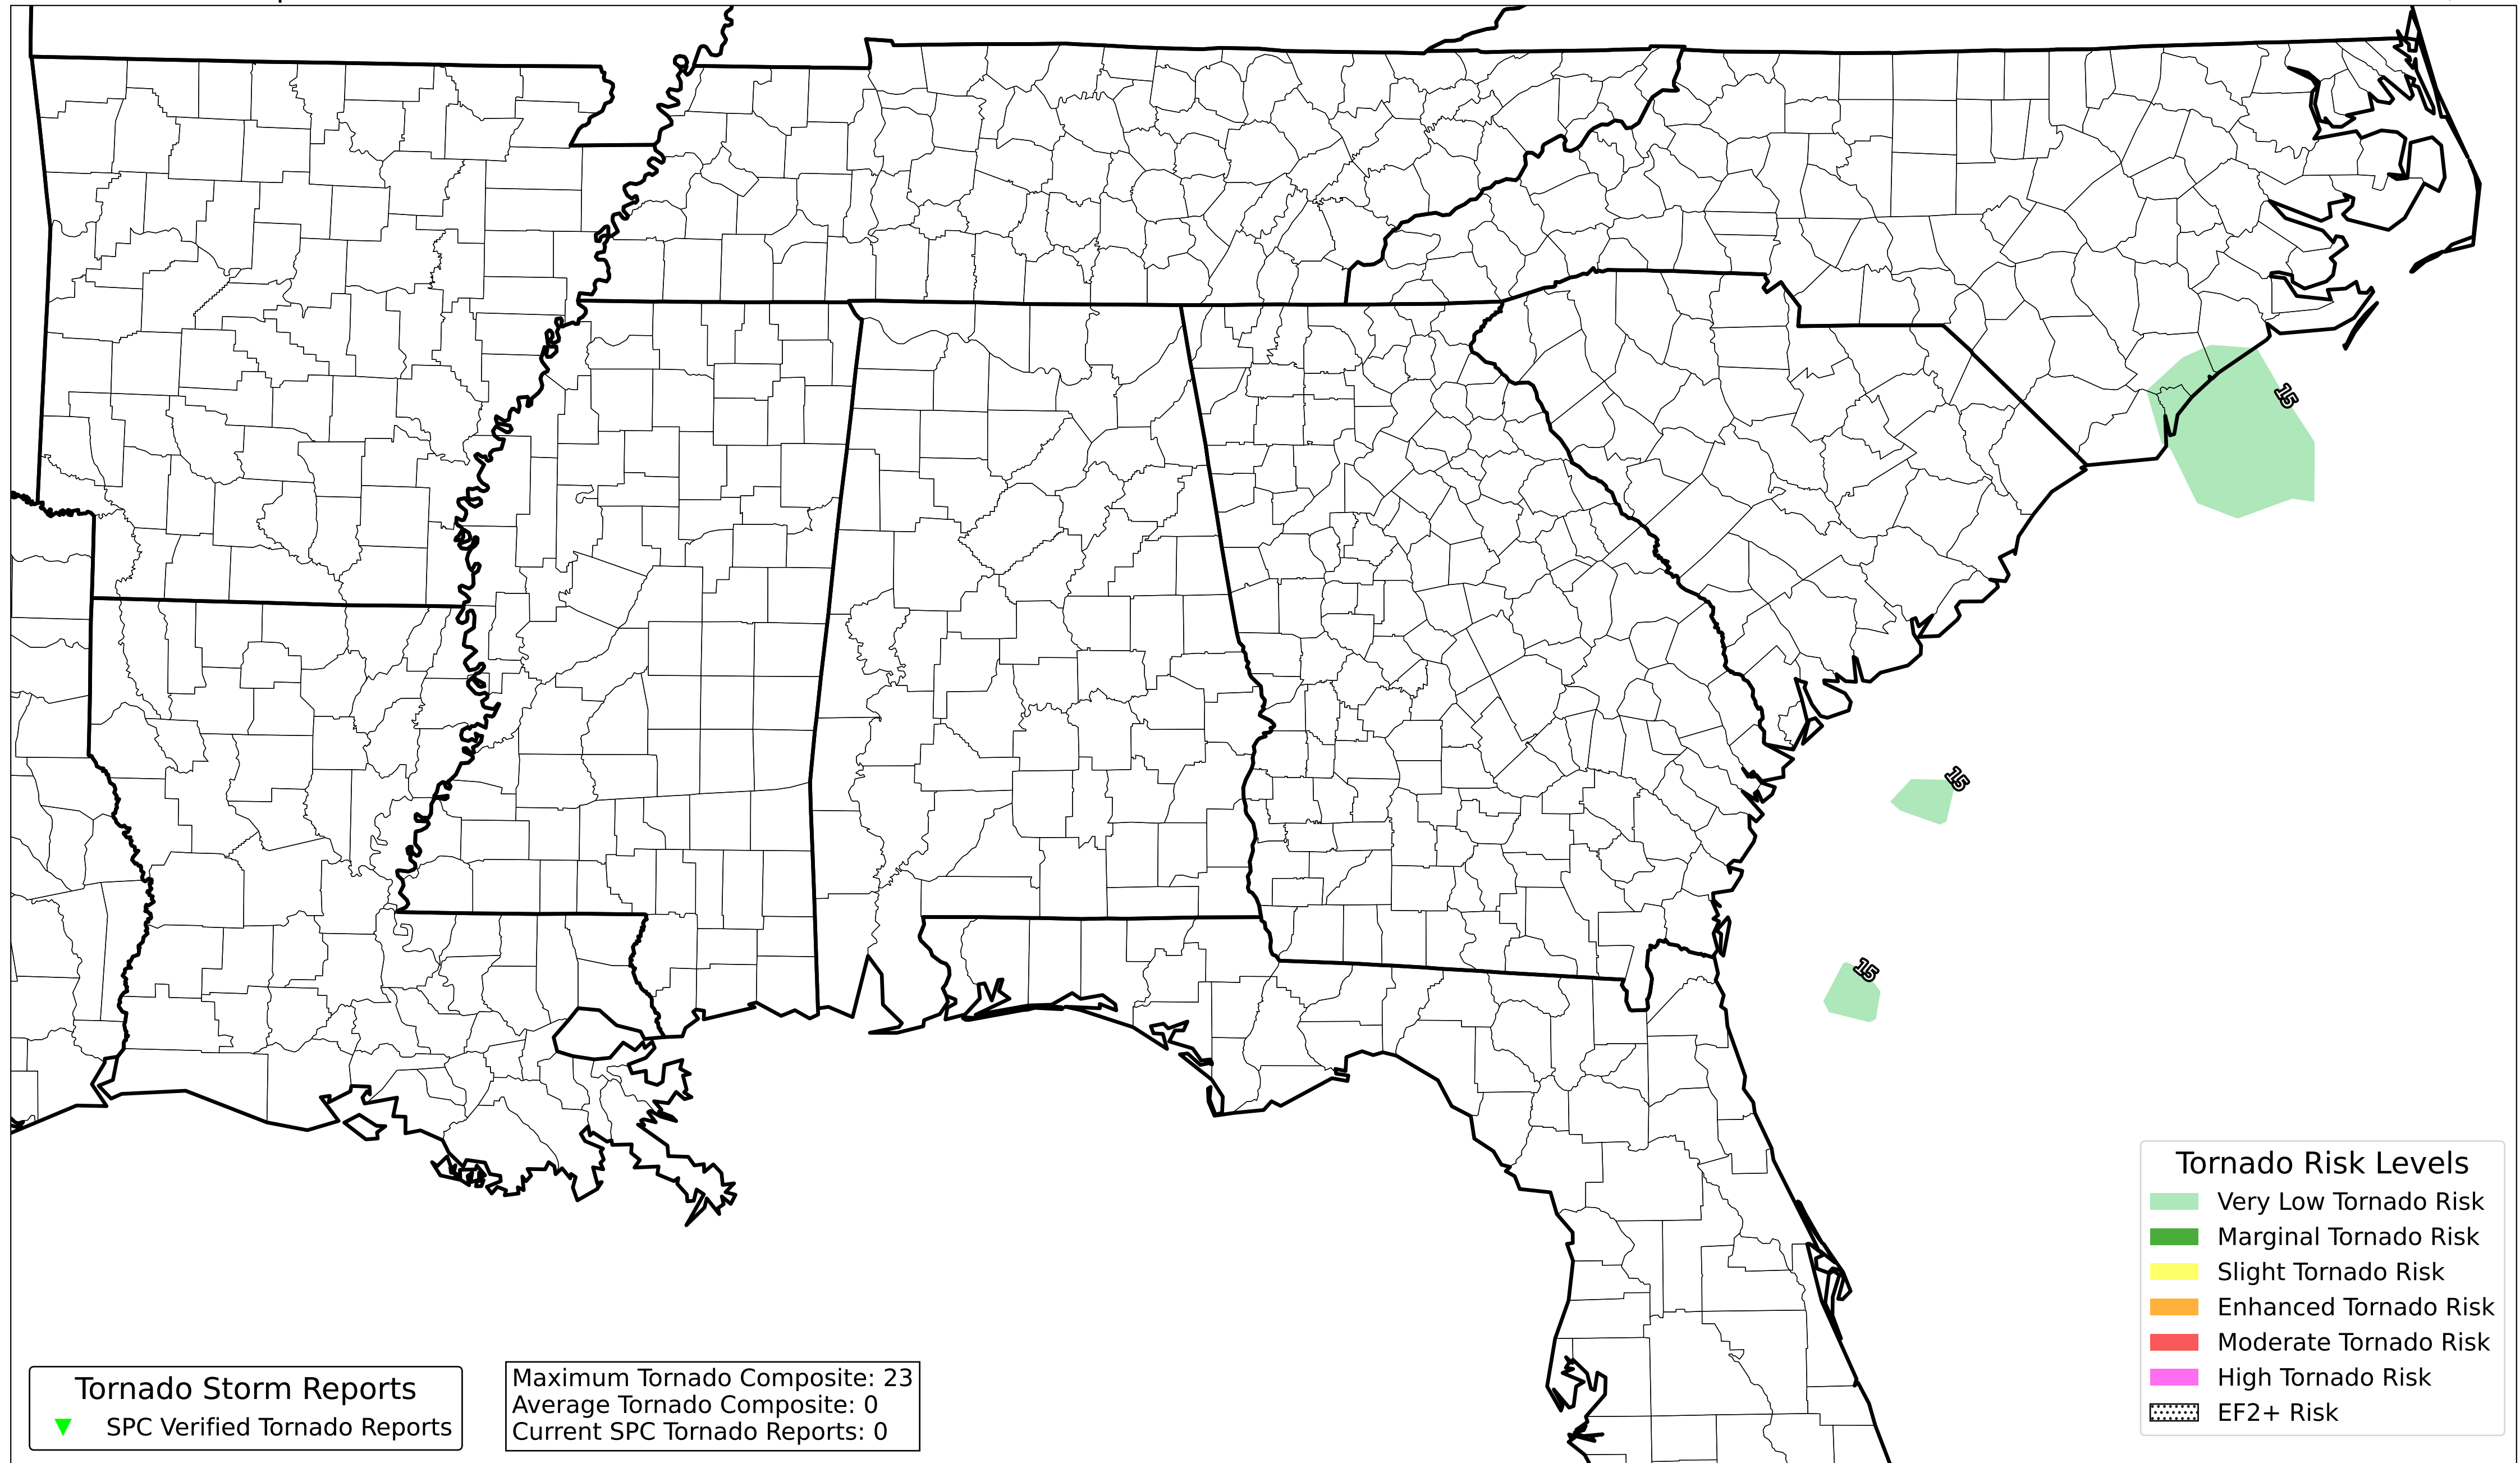 15
15
15
Tornado Risk Levels
Very Low Tornado Risk
Marginal Tornado Risk
Slight Tornado Risk
Enhanced Tornado Risk
Moderate Tornado Risk
High Tornado Risk
EF2+ Risk
Tornado Storm Reports
SPC Verified Tornado Reports
Maximum Tornado Composite: 23
Average Tornado Composite: 0
Current SPC Tornado Reports: 0